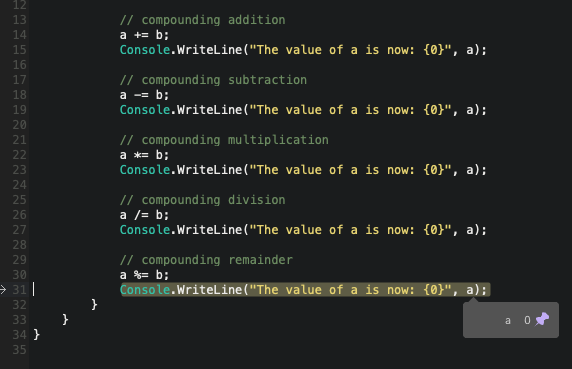 12
13 // compounding addition
14 a += b;
15 Console.WriteLine("The value of a is now: {0}", a);
16
17 // compounding subtraction
18 a -= b;
19 Console.WriteLine("The value of a is now: {0}", a);
20
21 // compounding multiplication
22 a *= b;
23 Console.WriteLine("The value of a is now: {0}", a);
24
25 // compounding division
26 a /= b;
27 Console.WriteLine("The value of a is now: {0}", a);
28
29 // compounding remainder
30 a %= b;
31 Console.WriteLine("The value of a is now: {0}", a);
32 }
33 }
a 0
34 }
35